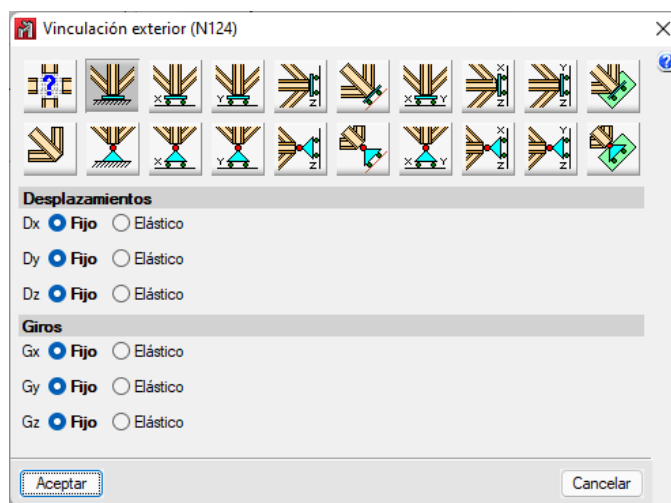 Vinculación exterior (N124)
?
X Y Z Z X Y X Z Y Z
X Y Z X Y X Z Y Z
Desplazamientos
Dx Fijo Elástico
Dy Fijo Elástico
Dz Fijo Elástico
Giros
Gx Fijo Elástico
Gy Fijo Elástico
Gz Fijo Elástico
Aceptar Cancelar